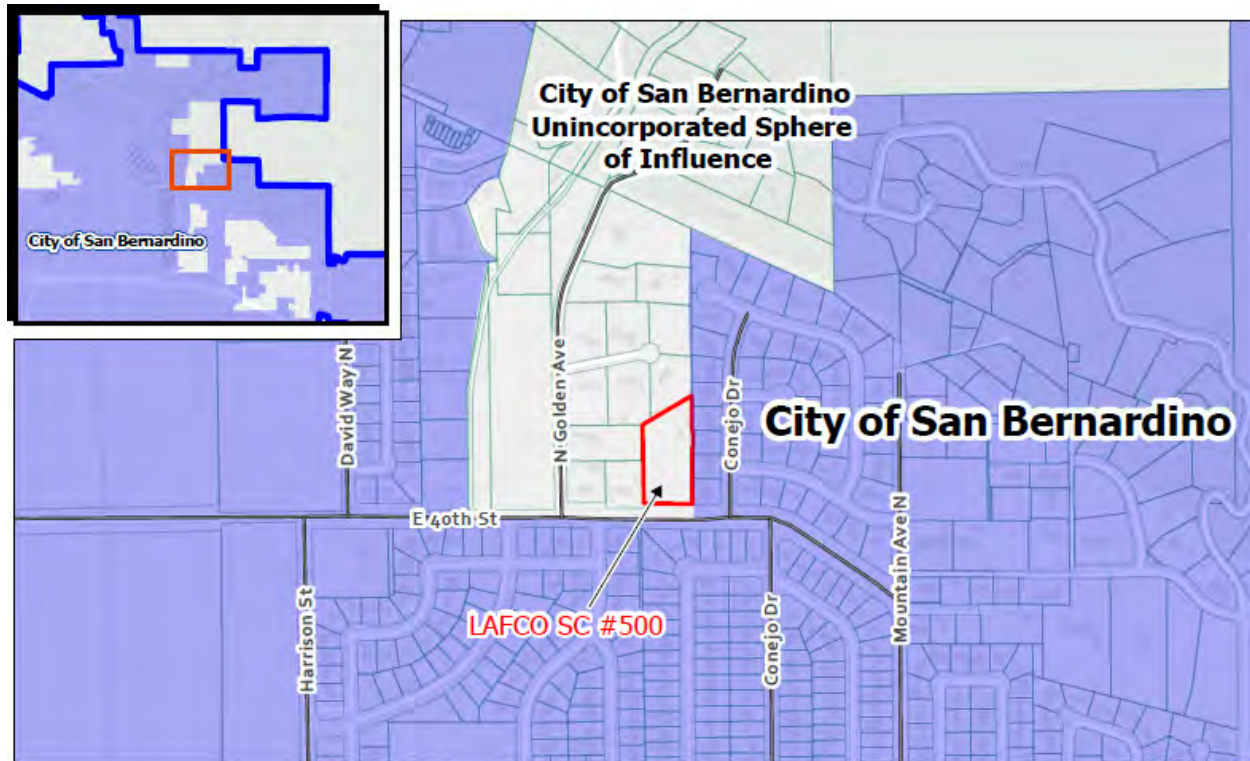 City of San Bernardino
City of San Bernardino
Unincorporated Sphere
of Influence
David Way N
N Golden Ave
Conejo Dr
City of San Bernardino
E 40th St
Harrison St
LAFCO SC #500
Conejo Dr
Mountain Ave N